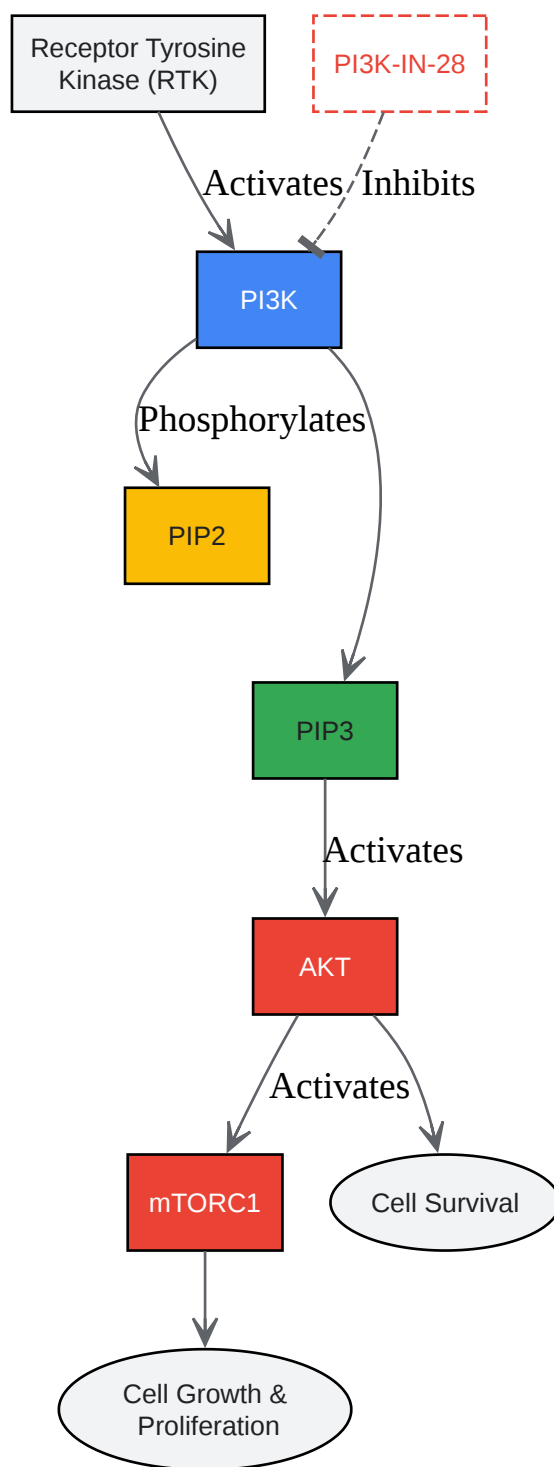 Receptor Tyrosine
Kinase (RTK)
PI3K-IN-28
Activates
Inhibits
PI3K
Phosphorylates
PIP2
PIP3
Activates
AKT
Activates
mTORC1
Cell Survival
Cell Growth &
Proliferation